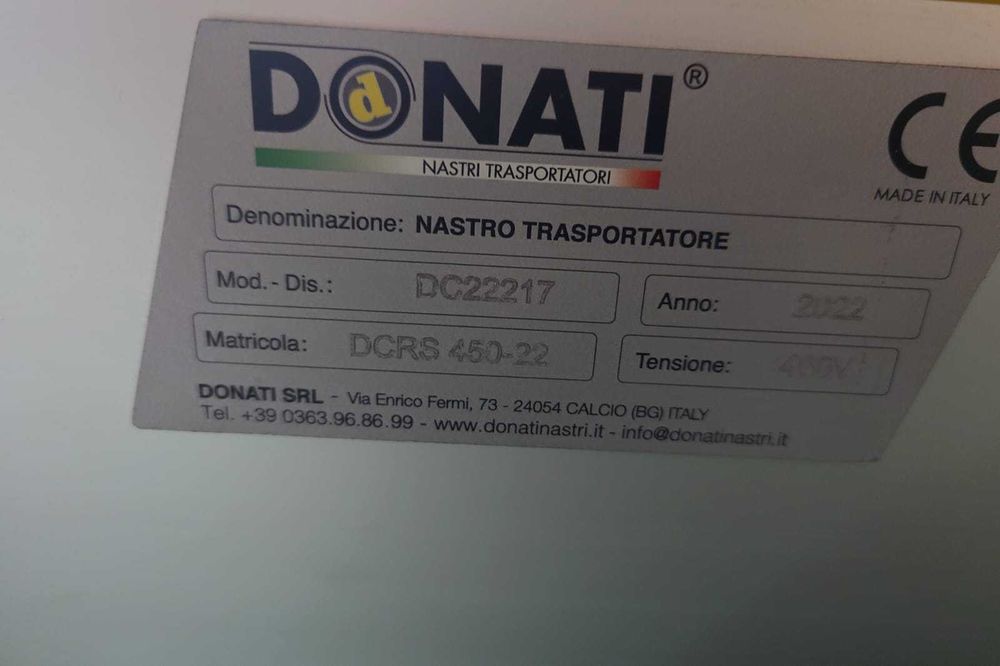 DONATI®
NASTRI TRASPORTATORI
CE
MADE IN ITALY
Denominazione: NASTRO TRASPORTATORE
Mod.- Dis.: DC22217
Anno: 2022
Matricola: DCRS 450-22
Tensione:
DONATI SRL - Via Enrico Fermi, 73 - 24054 CALCIO (BG) ITALY
Tel. +39 0363.96.86.99 - www.donatinastri.it - info@donatinastri.it